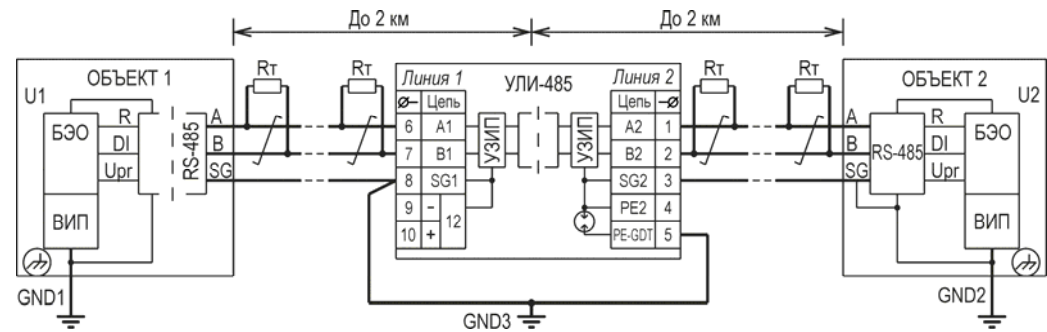 До 2 км
До 2 км
ОБЪЕКТ 1
U1
БЭО
ВИП
R
DI
Upr
RS-485
A
B
SG
GND1
Rт
Rт
Линия 1
УЛИ-485
Линия 2
Цепь
Цепь
6 A1
7 B1
8 SG1
9 –
10 +
12
УЗИП
УЗИП
A2 1
B2 2
SG2 3
PE2 4
PE-GDT 5
GND3
Rт
Rт
ОБЪЕКТ 2
U2
A
B
SG
RS-485
R
DI
Upr
БЭО
ВИП
GND2